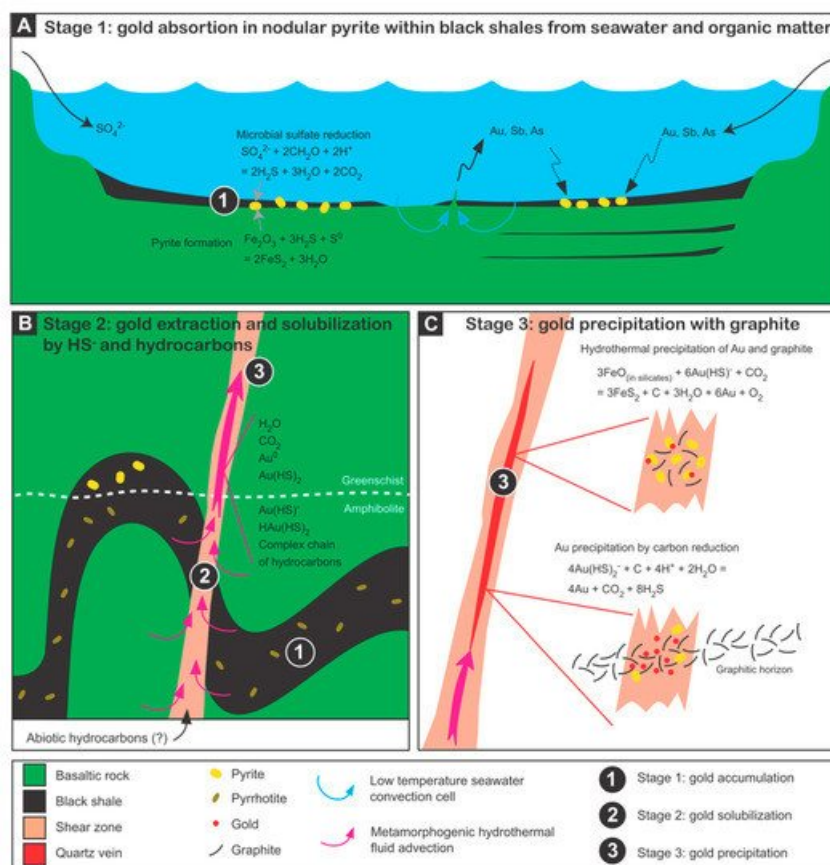 A Stage 1: gold absortion in nodular pyrite within black shales from seawater and organic matter
SO₄²⁻
Microbial sulfate reduction
SO₄²⁻ + 2CH₂O + 2H⁺
= 2H₂S + 3H₂O + 2CO₂
Au, Sb, As
Au, Sb, As
1
Pyrite formation
Fe₂O₃ + 3H₂S + S⁰
= 2FeS₂ + 3H₂O
B Stage 2: gold extraction and solubilization
by HS⁻ and hydrocarbons
3
H₂O
CO₂
Au⁰
Au(HS)₂
Greenschist
Amphibolite
Au(HS)⁻
HAu(HS)₂
Complex chain
of hydrocarbons
2
1
Abiotic hydrocarbons (?)
C Stage 3: gold precipitation with graphite
Hydrothermal precipitation of Au and graphite
3FeO(in silicates) + 6Au(HS)⁻ + CO₂
= 3FeS₂ + C + 3H₂O + 6Au + O₂
3
Au precipitation by carbon reduction
4Au(HS)₂⁻ + C + 4H⁺ + 2H₂O =
4Au + CO₂ + 8H₂S
Graphitic horizon
Basaltic rock
Black shale
Shear zone
Quartz vein
Pyrite
Pyrrhotite
Gold
Graphite
Low temperature seawater
convection cell
Metamorphogenic hydrothermal
fluid advection
1 Stage 1: gold accumulation
2 Stage 2: gold solubilization
3 Stage 3: gold precipitation